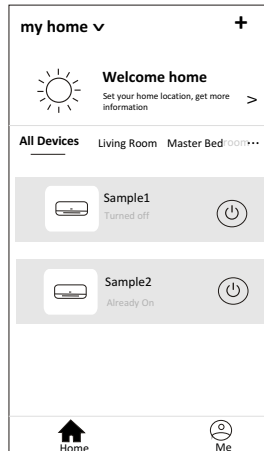 my home
+
Welcome home
Set your home location, get more
information
>
All Devices Living Room Master Bedroom ...
Sample1
Turned off
Sample2
Already On
Home Me